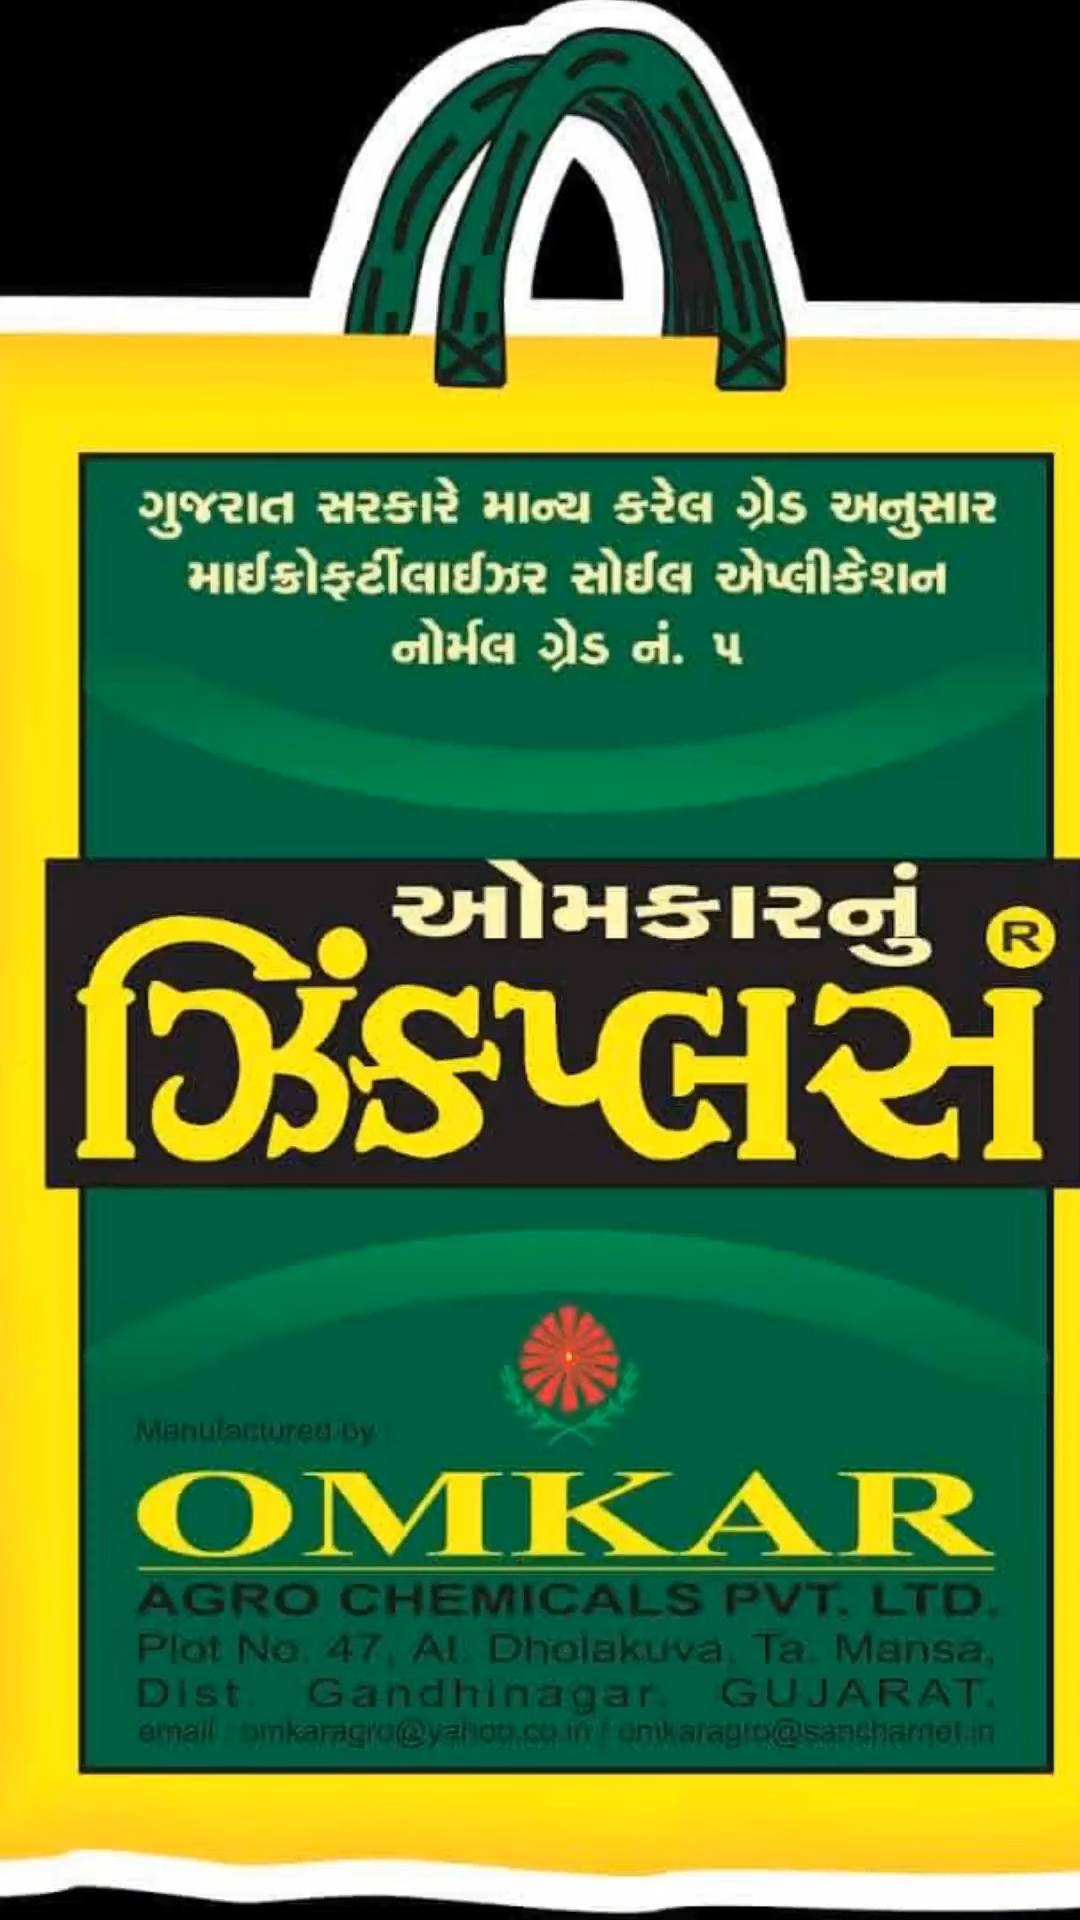 ગુજરાત સરકારે માન્ય કરેલ ગ્રેડ અનુસાર
માઈક્રોફર્ટીલાઈઝર સોઈલ એપ્લીકેશન
નોર્મલ ગ્રેડ નં. ૫
ઓમકારનું
ઝિંકપ્લસ ®
Manufactured by :
OMKAR
AGRO CHEMICALS PVT. LTD.
Plot No. 47, At. Dholakuva, Ta. Mansa,
Dist. Gandhinagar. GUJARAT.
email : omkaragro@yahoo.co.in / omkaragro@sancharnet.in